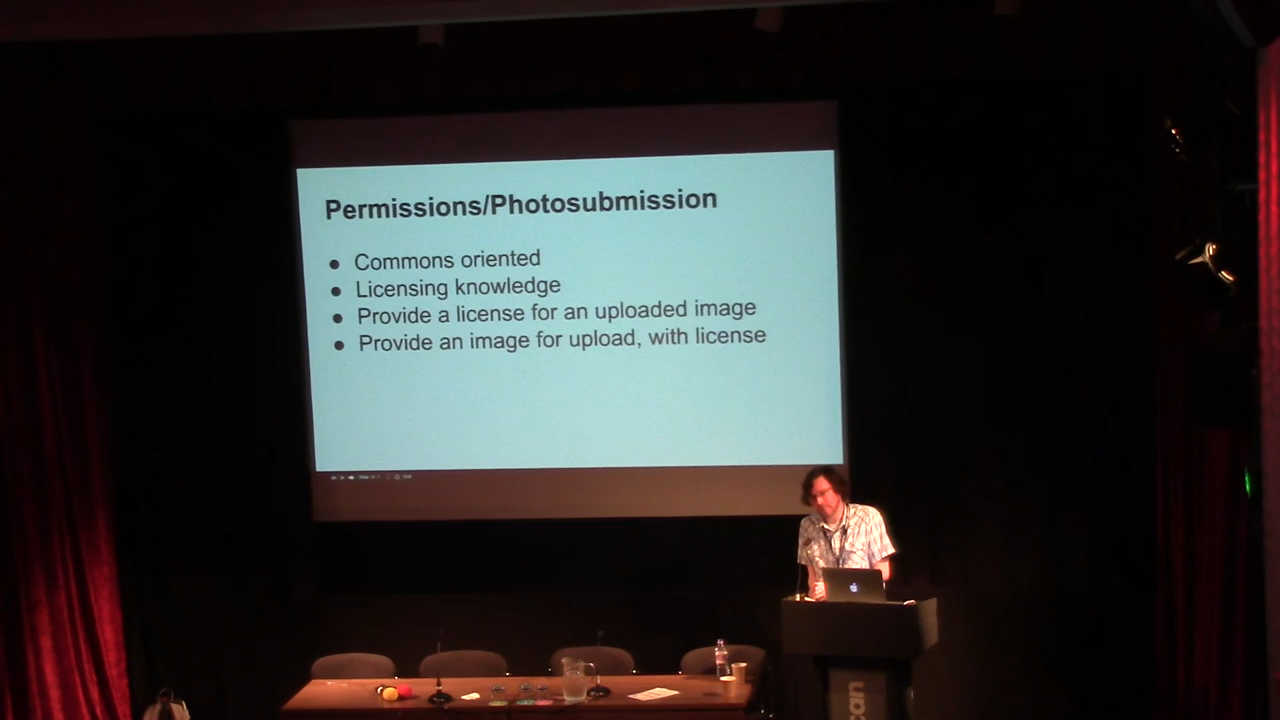 Permissions/Photosubmission
● Commons oriented
● Licensing knowledge
● Provide a license for an uploaded image
● Provide an image for upload, with license
can